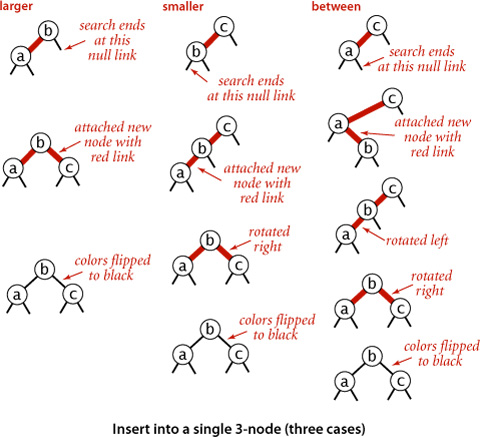 larger
b
search ends
at this
null link
a
attached new
node with
red link
b
a
c
colors flipped
to black
b
a
c
smaller
c
b
search ends
at this null link
c
b
a
attached new
node with
red link
b
rotated
right
a
c
colors flipped
to black
b
a
c
between
c
a
search ends
at this null link
c
a
attached new
node with
red link
b
c
b
a
rotated left
rotated
right
b
a
c
colors flipped
to black
b
a
c
Insert into a single 3-node (three cases)